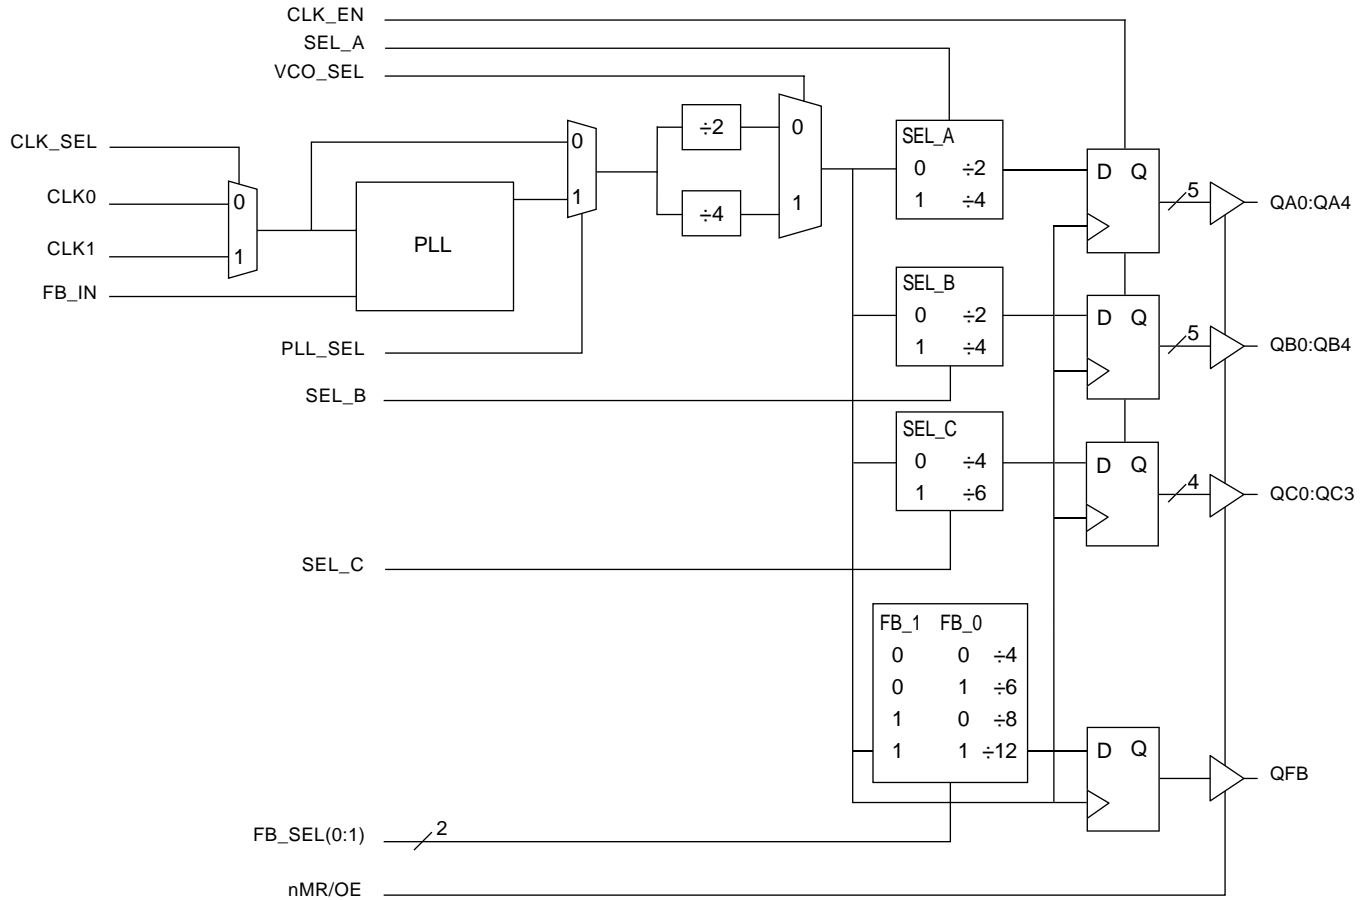 CLK_EN
SEL_A
VCO_SEL
CLK_SEL
CLK0
CLK1
FB_IN
0
1
PLL
0
1
PLL_SEL
÷2
÷4
0
1
SEL_A
0 ÷2
1 ÷4
D Q
5
QA0:QA4
SEL_B
0 ÷2
1 ÷4
D Q
5
QB0:QB4
SEL_B
SEL_C
0 ÷4
1 ÷6
D Q
4
QC0:QC3
SEL_C
FB_1 FB_0
0 0 ÷4
0 1 ÷6
1 0 ÷8
1 1 ÷12
D Q
QFB
FB_SEL(0:1)
2
nMR/OE